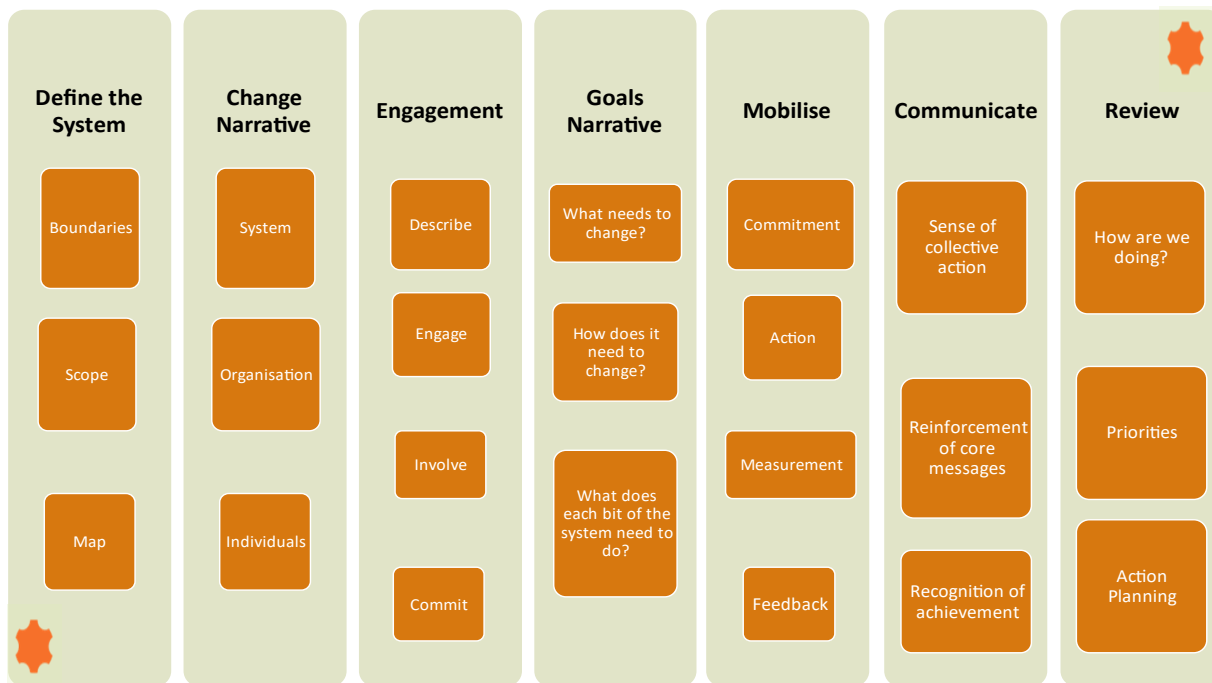 Define the
System
Boundaries
Scope
Map
Change
Narrative
System
Organisation
Individuals
Engagement
Describe
Engage
Involve
Commit
Goals
Narrative
What needs to
change?
How does it
need to
change?
What does
each bit of the
system need to
do?
Mobilise
Commitment
Action
Measurement
Feedback
Communicate
Sense of
collective
action
Reinforcement
of core
messages
Recognition of
achievement
Review
How are we
doing?
Priorities
Action
Planning